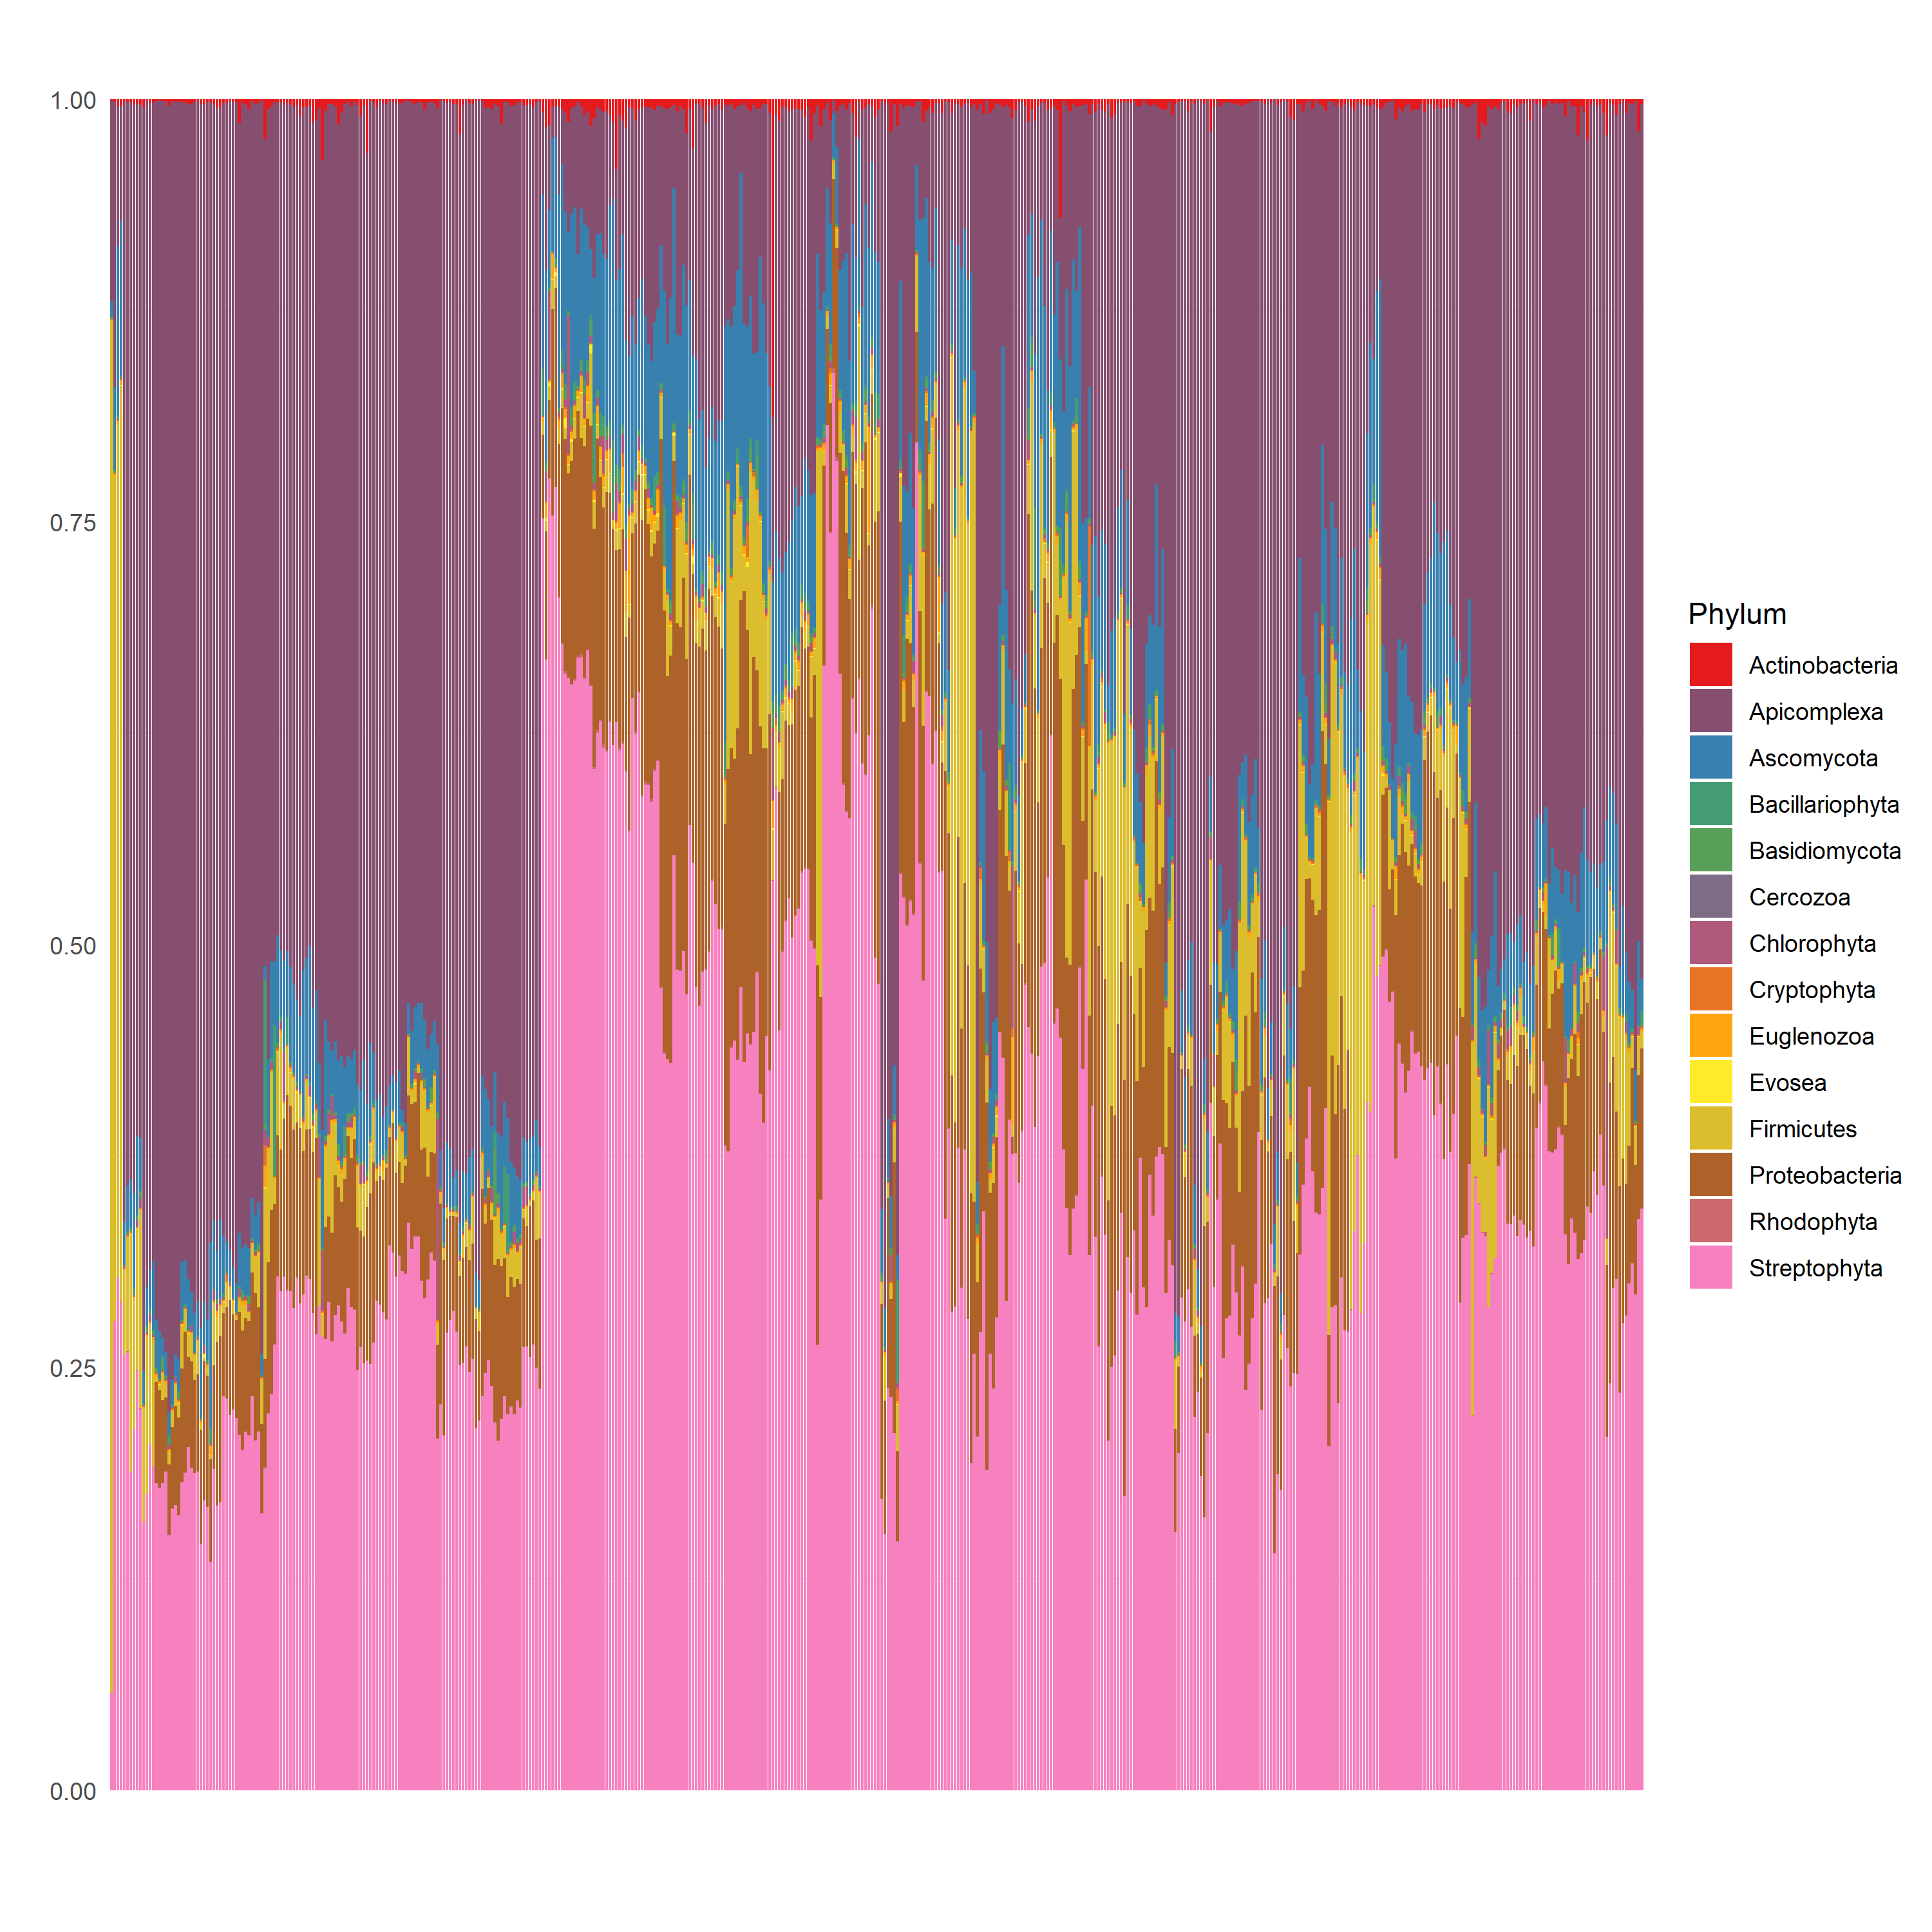 1.00
0.75
0.50
0.25
0.00
Phylum
Actinobacteria
Apicomplexa
Ascomycota
Bacillariophyta
Basidiomycota
Cercozoa
Chlorophyta
Cryptophyta
Euglenozoa
Evosea
Firmicutes
Proteobacteria
Rhodophyta
Streptophyta